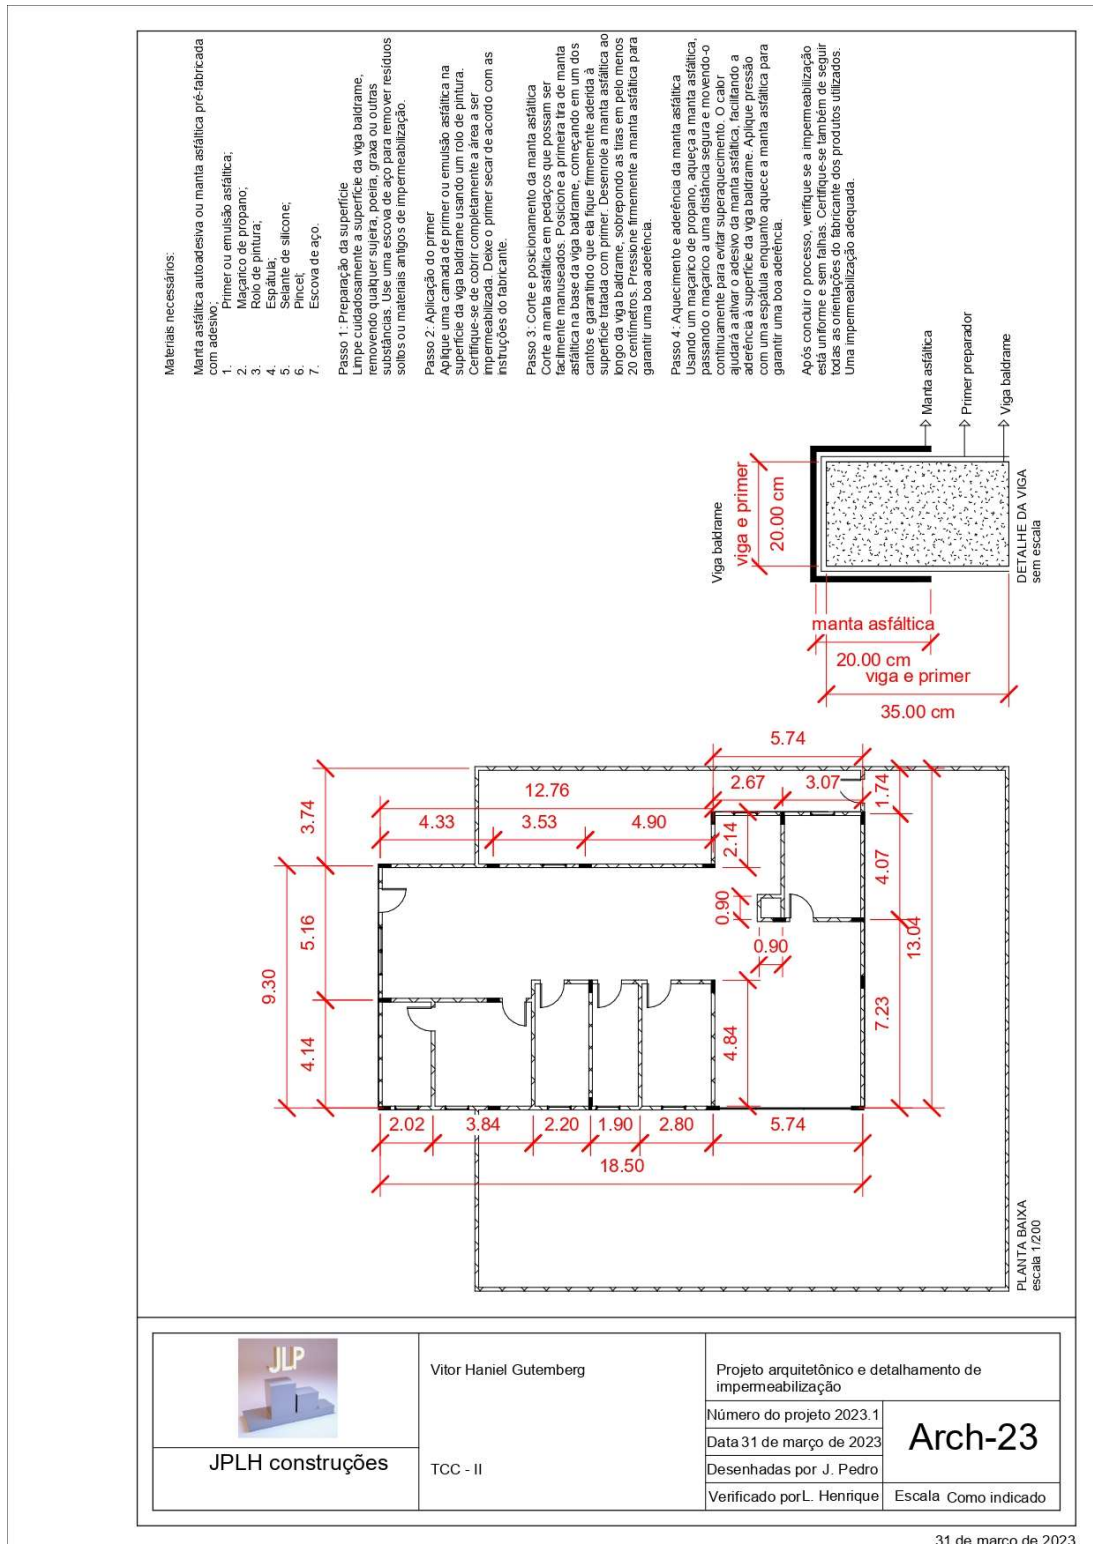 Materiais necessários:
Manta asfáltica autoadesiva ou manta asfáltica pré-fabricada
com adesivo;
1. Primer ou emulsão asfáltica;
2. Maçarico de propano;
3. Rolo de pintura;
4. Espátula;
5. Selante de silicone;
6. Pincel;
7. Escova de aço.
Passo 1: Preparação da superfície
Limpe cuidadosamente a superfície da viga baldrame,
removendo qualquer sujeira, poeira, graxa ou outras
substâncias. Use uma escova de aço para remover resíduos
soltos ou materiais antigos de impermeabilização.
Passo 2: Aplicação do primer
Aplique uma camada de primer ou emulsão asfáltica na
superfície da viga baldrame usando um rolo de pintura.
Certifique-se de cobrir completamente a área a ser
impermeabilizada. Deixe o primer secar de acordo com as
instruções do fabricante.
Passo 3: Corte e posicionamento da manta asfáltica
Corte a manta asfáltica em pedaços que possam ser
facilmente manuseados. Posicione a primeira tira de manta
asfáltica na base da viga baldrame, começando em um dos
cantos e garantindo que ela fique firmemente aderida à
superfície tratada com primer. Desenrole a manta asfáltica ao
longo da viga baldrame, sobrepondo as tiras em pelo menos
20 centímetros. Pressione firmemente a manta asfáltica para
garantir uma boa aderência.
Passo 4: Aquecimento e aderência da manta asfáltica
Usando um maçarico de propano, aqueça a manta asfáltica,
passando o maçarico a uma distância segura e movendo-o
continuamente para evitar superaquecimento. O calor
ajudará a ativar o adesivo da manta asfáltica, facilitando a
aderência à superfície da viga baldrame. Aplique pressão
com uma espátula enquanto aquece a manta asfáltica para
garantir uma boa aderência.
Após concluir o processo, verifique se a impermeabilização
está uniforme e sem falhas. Certifique-se também de seguir
todas as orientações do fabricante dos produtos utilizados.
Uma impermeabilização adequada.
Manta asfáltica
Primer preparador
Viga baldrame
Viga baldrame
viga e primer
20.00 cm
DETALHE DA VIGA
sem escala
manta asfáltica
20.00 cm
viga e primer
35.00 cm
5.74
2.67
3.07
1.74
12.76
3.74
4.33
3.53
4.90
2.14
4.07
0.90
0.90
13.04
5.16
9.30
7.23
4.84
4.14
2.02
3.84
2.20
1.90
2.80
5.74
18.50
PLANTA BAIXA
escala 1/200
JLP
JPLH construções
Vitor Haniel Gutemberg
TCC - II
Projeto arquitetônico e detalhamento de
impermeabilização
Número do projeto 2023.1
Data 31 de março de 2023
Desenhadas por J. Pedro
Verificado por L. Henrique
Arch-23
Escala Como indicado
31 de março de 2023